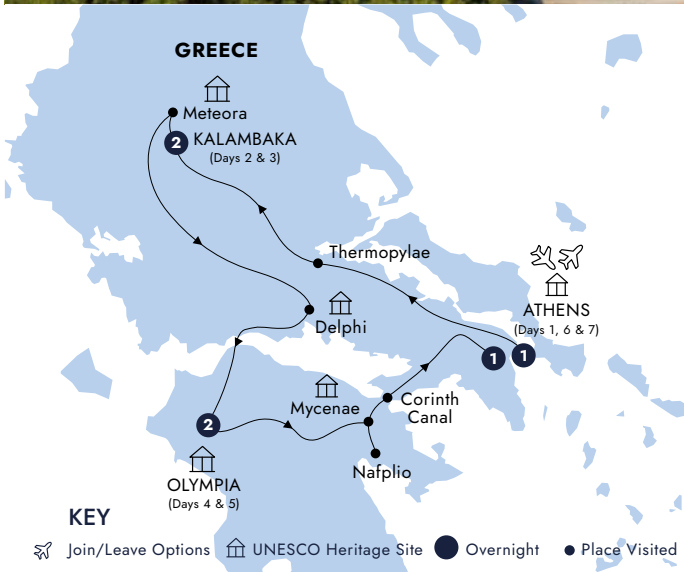 GREECE
Meteora
2
KALAMBAKA
(Days 2 & 3)
Thermopylae
ATHENS
(Days 1, 6 & 7)
Delphi
1
1
Mycenae
Corinth
Canal
2
Nafplio
OLYMPIA
(Days 4 & 5)
KEY
Join/Leave Options
UNESCO Heritage Site
Overnight
Place Visited